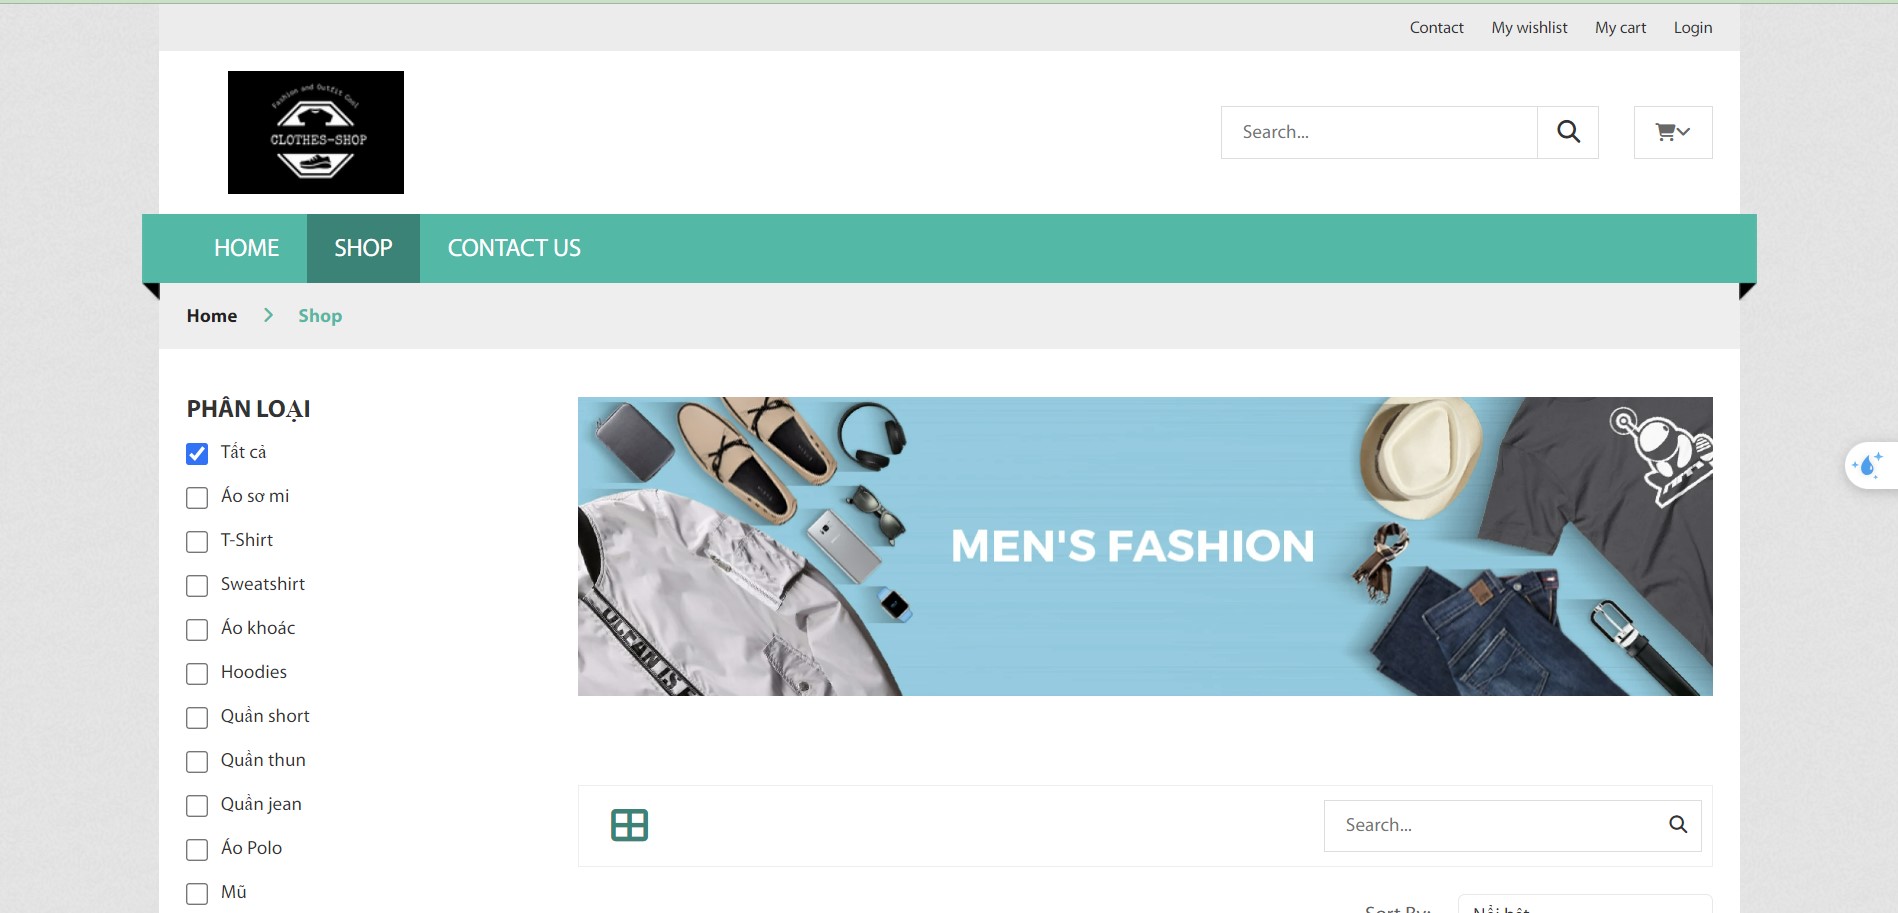 Contact My wishlist My cart Login
Fashion and Outfit Cool
CLOTHES-SHOP
Search...
HOME SHOP CONTACT US
Home Shop
PHÂN LOẠI
Tất cả
Áo sơ mi
T-Shirt
Sweatshirt
Áo khoác
Hoodies
Quần short
Quần thun
Quần jean
Áo Polo
Mũ
MEN'S FASHION
OCEAN IS
Search...
Sort By: Nổi bật